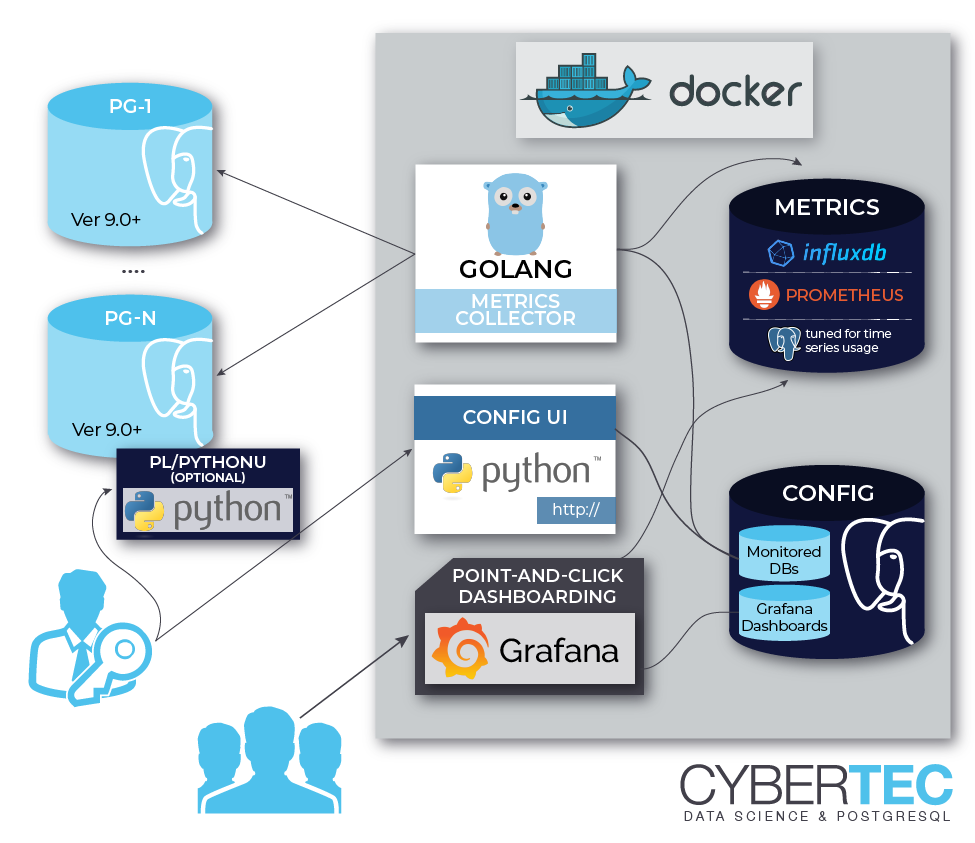 docker
PG-1
Ver 9.0+
....
PG-N
Ver 9.0+
PL/PYTHONU
(OPTIONAL)
python™
GOLANG
METRICS
COLLECTOR
CONFIG UI
python™
http://
POINT-AND-CLICK
DASHBOARDING
Grafana
METRICS
influxdb
PROMETHEUS
tuned for time
series usage
CONFIG
Monitored
DBs
Grafana
Dashboards
CYBERTEC
DATA SCIENCE & POSTGRESQL